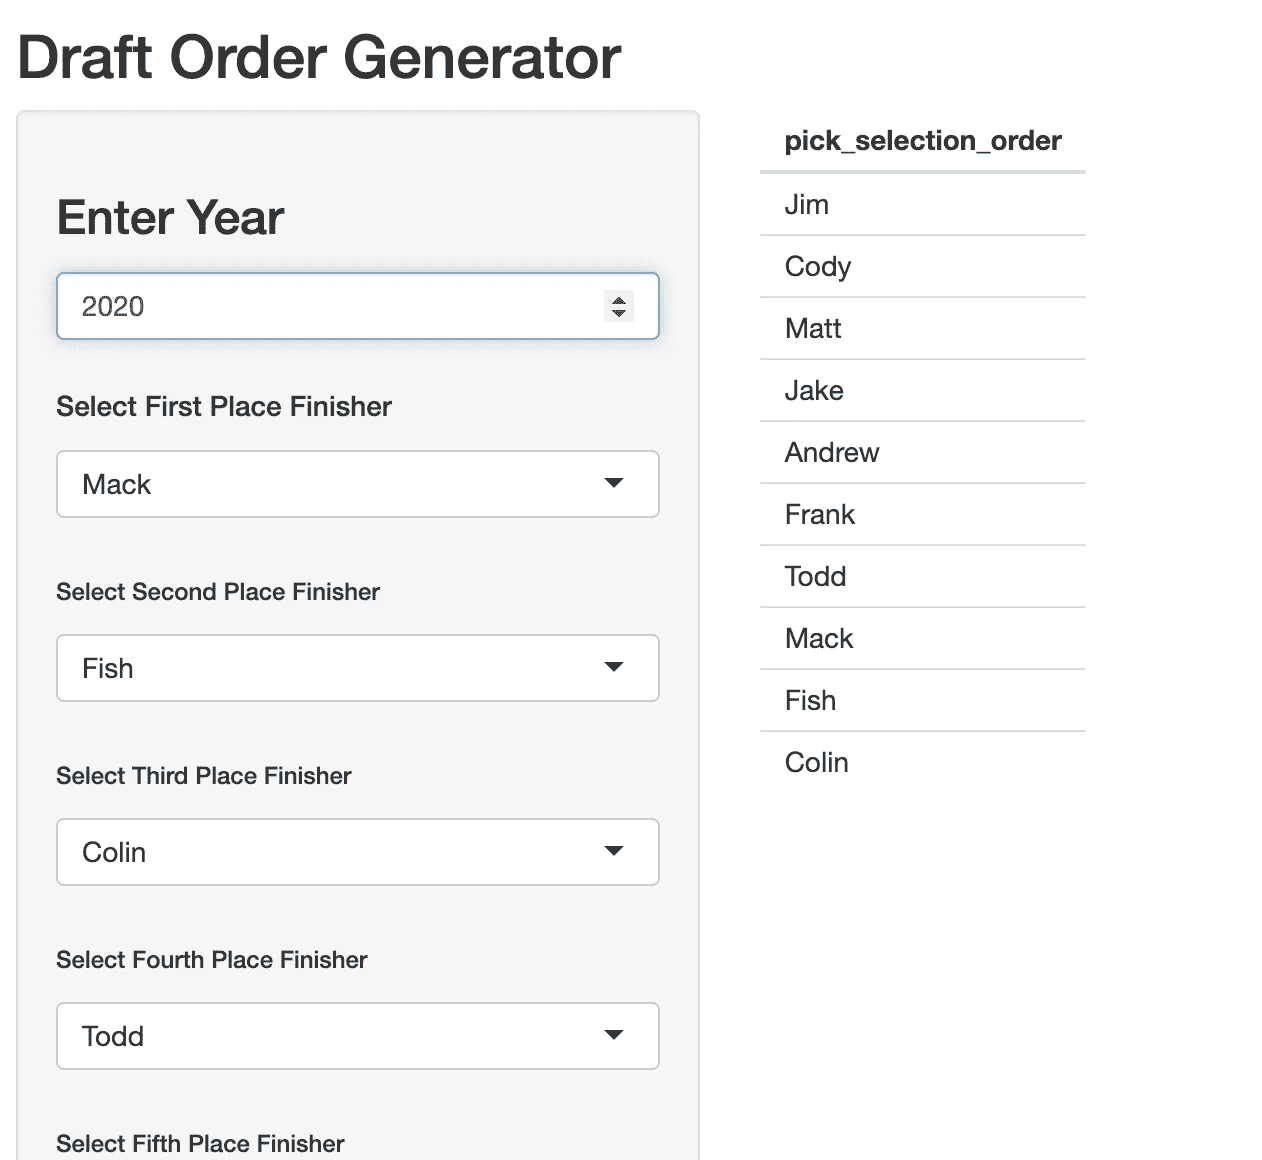 Draft Order Generator
Enter Year
2020
Select First Place Finisher
Mack
Select Second Place Finisher
Fish
Select Third Place Finisher
Colin
Select Fourth Place Finisher
Todd
Select Fifth Place Finisher
pick_selection_order
Jim
Cody
Matt
Jake
Andrew
Frank
Todd
Mack
Fish
Colin